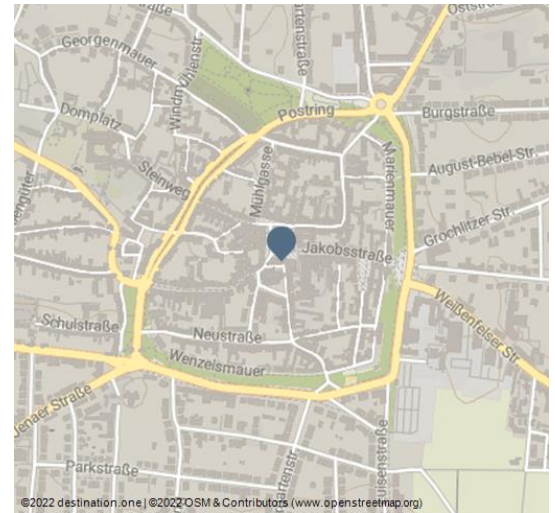 Oststraße
Georgenmauer
Windmühlenstr.
Postring
Burgstraße
Domplatz
Mühlgasse
Marienmauer
August-Bebel-Str.
Steinweg
Grochlitzer Str.
Jakobsstraße
Weißenfelser Str
Schulstraße
Neustraße
Wenzelsmauer
Jenaer Straße
Parkstraße
©2022 destination.one | ©2022 OSM & Contributors (www.openstreetmap.org)